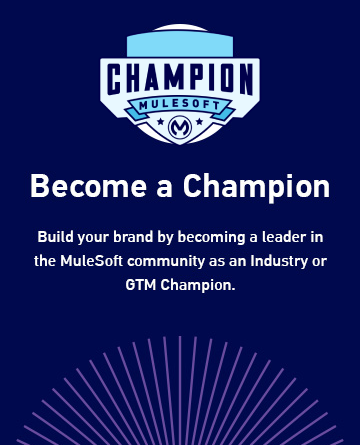 CHAMPION
MULESOFT
Become a Champion
Build your brand by becoming a leader in
the MuleSoft community as an Industry or
GTM Champion.